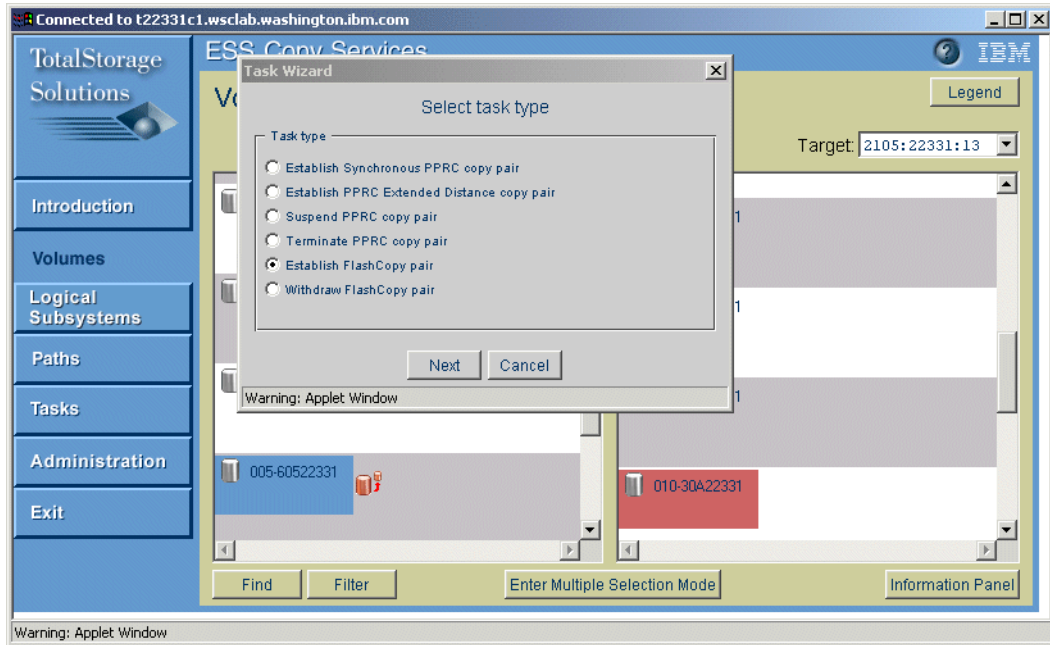 Connected to t22331c1.wsclab.washington.ibm.com
TotalStorage
Solutions
ESS Copy Services
? IBM
Legend
Target: 2105:22331:13
Task Wizard
Select task type
Task type
Establish Synchronous PPRC copy pair
Establish PPRC Extended Distance copy pair
Suspend PPRC copy pair
Terminate PPRC copy pair
Establish FlashCopy pair
Withdraw FlashCopy pair
Next Cancel
Warning: Applet Window
Introduction
Volumes
Logical
Subsystems
Paths
Tasks
Administration
Exit
1
1
1
005-60522331
010-30A22331
Find Filter Enter Multiple Selection Mode Information Panel
Warning: Applet Window